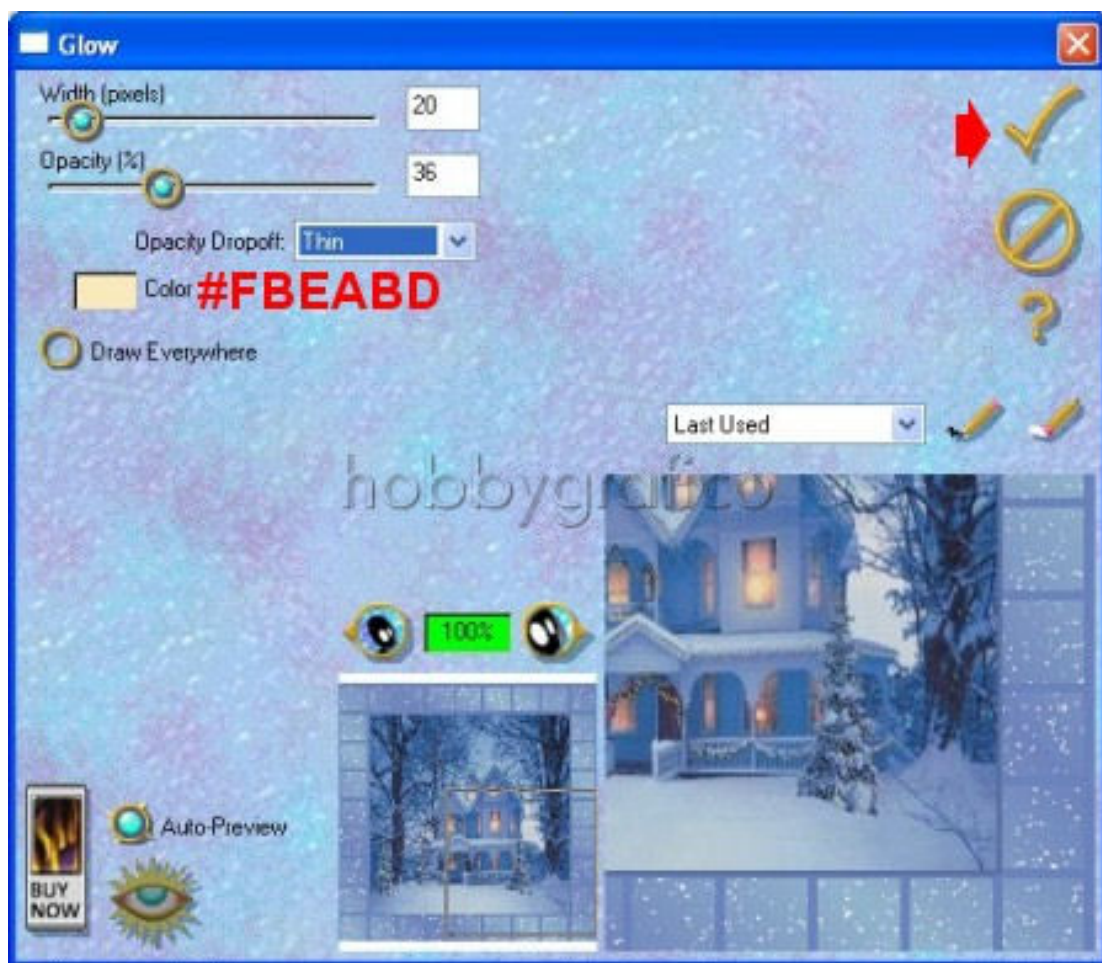 Glow
Width (pixels)
20
Opacity (%)
36
Opacity Dropoff: Thin
Color #FBEABD
Draw Everywhere
Last Used
hobbygrafico
100%
Auto-Preview
BUY
NOW